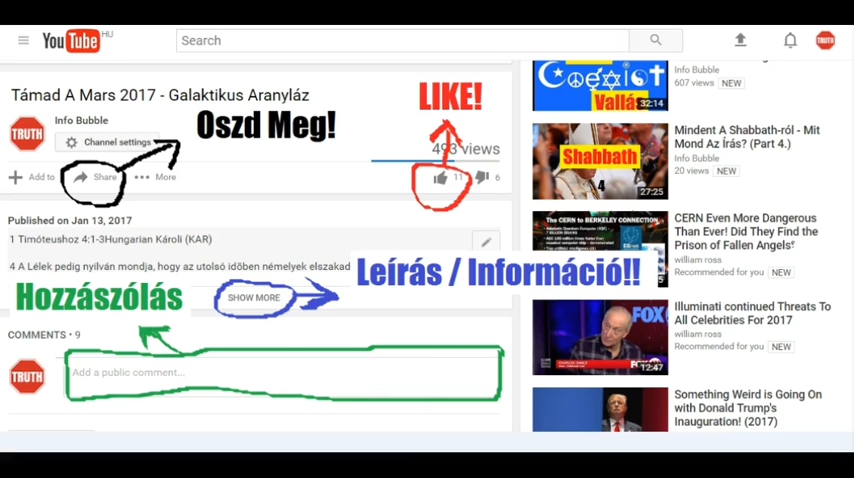 YouTube HU
Search
TRUTH
Támad A Mars 2017 - Galaktikus Aranyláz
LIKE!
Info Bubble
Oszd Meg!
TRUTH
Channel settings
493 views
Add to
Share
More
11
6
Published on Jan 13, 2017
1 Timóteushoz 4:1-3Hungarian Károli (KAR)
4 A Lélek pedig nyilván mondja, hogy az utolsó időben némelyek elszakad
Leírás / Információ!!
Hozzászólás
SHOW MORE
COMMENTS • 9
TRUTH
Add a public comment...
Coexist
Vallás
32:14
Info Bubble
607 views NEW
Shabbath
4
27:25
Mindent A Shabbath-ról - Mit
Mond Az Írás? (Part 4.)
Info Bubble
20 views NEW
The CERN to BERKELEY CONNECTION
CERN Even More Dangerous
Than Ever! Did They Find the
Prison of Fallen Angels"
william ross
Recommended for you NEW
FOX
12:47
Illuminati continued Threats To
All Celebrities For 2017
william ross
Recommended for you NEW
Something Weird is Going On
with Donald Trump's
Inauguration! (2017)